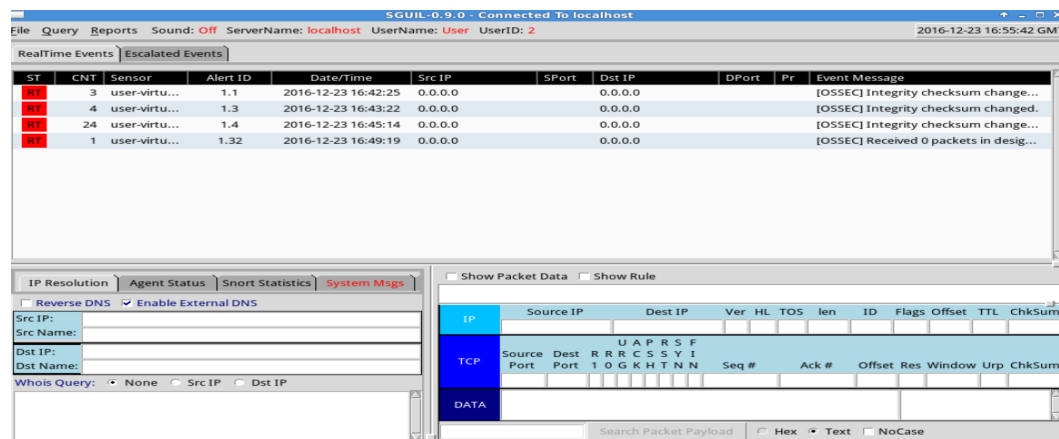 SGUIL-0.9.0 - Connected To localhost
File Query Reports Sound: Off ServerName: localhost UserName: User UserID: 2 2016-12-23 16:55:42 GMT
RealTime Events Escalated Events
ST CNT Sensor Alert ID Date/Time Src IP SPort Dst IP DPort Pr Event Message
RT 3 user-virtu... 1.1 2016-12-23 16:42:25 0.0.0.0 0.0.0.0 [OSSEC] Integrity checksum change...
RT 4 user-virtu... 1.3 2016-12-23 16:43:22 0.0.0.0 0.0.0.0 [OSSEC] Integrity checksum changed.
RT 24 user-virtu... 1.4 2016-12-23 16:45:14 0.0.0.0 0.0.0.0 [OSSEC] Integrity checksum change...
RT 1 user-virtu... 1.32 2016-12-23 16:49:19 0.0.0.0 0.0.0.0 [OSSEC] Received 0 packets in desig...
IP Resolution Agent Status Snort Statistics System Msgs
Reverse DNS Enable External DNS
Src IP:
Src Name:
Dst IP:
Dst Name:
Whois Query: None Src IP Dst IP
Show Packet Data Show Rule
IP Source IP Dest IP Ver HL TOS len ID Flags Offset TTL ChkSum
U A P R S F
Source Dest R R R C S S Y I
TCP Port Port 1 0 G K H T N N Seq # Ack # Offset Res Window Urp ChkSum
DATA
Search Packet Payload Hex Text NoCase